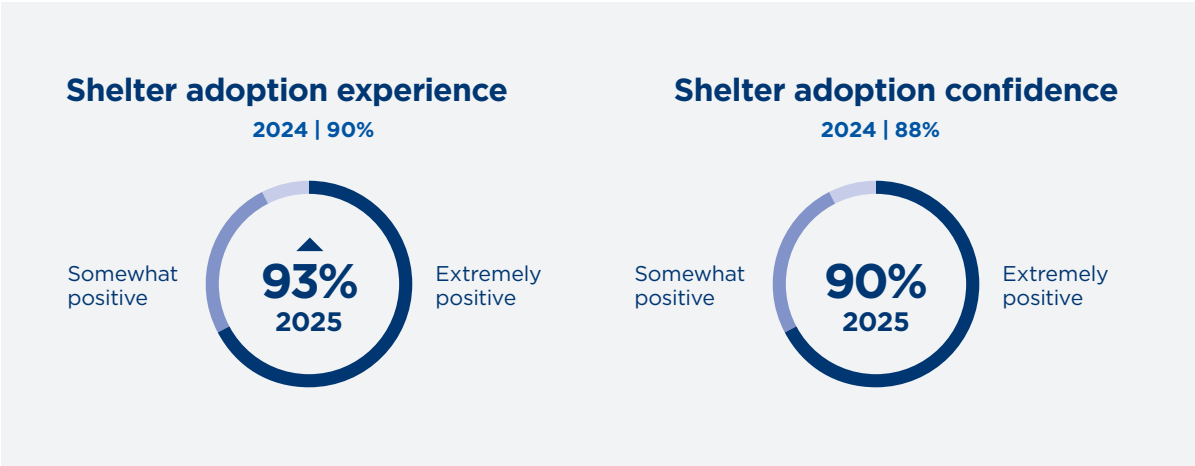 Shelter adoption experience
2024 | 90%
Somewhat
positive
93%
2025
Extremely
positive
Shelter adoption confidence
2024 | 88%
Somewhat
positive
90%
2025
Extremely
positive